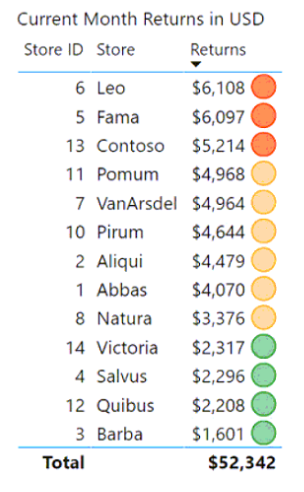 Current Month Returns in USD
Store ID Store Returns
6 Leo $6,108
5 Fama $6,097
13 Contoso $5,214
11 Pomum $4,968
7 VanArsdel $4,964
10 Pirum $4,644
2 Aliqui $4,479
1 Abbas $4,070
8 Natura $3,376
14 Victoria $2,317
4 Salvus $2,296
12 Quibus $2,208
3 Barba $1,601
Total $52,342